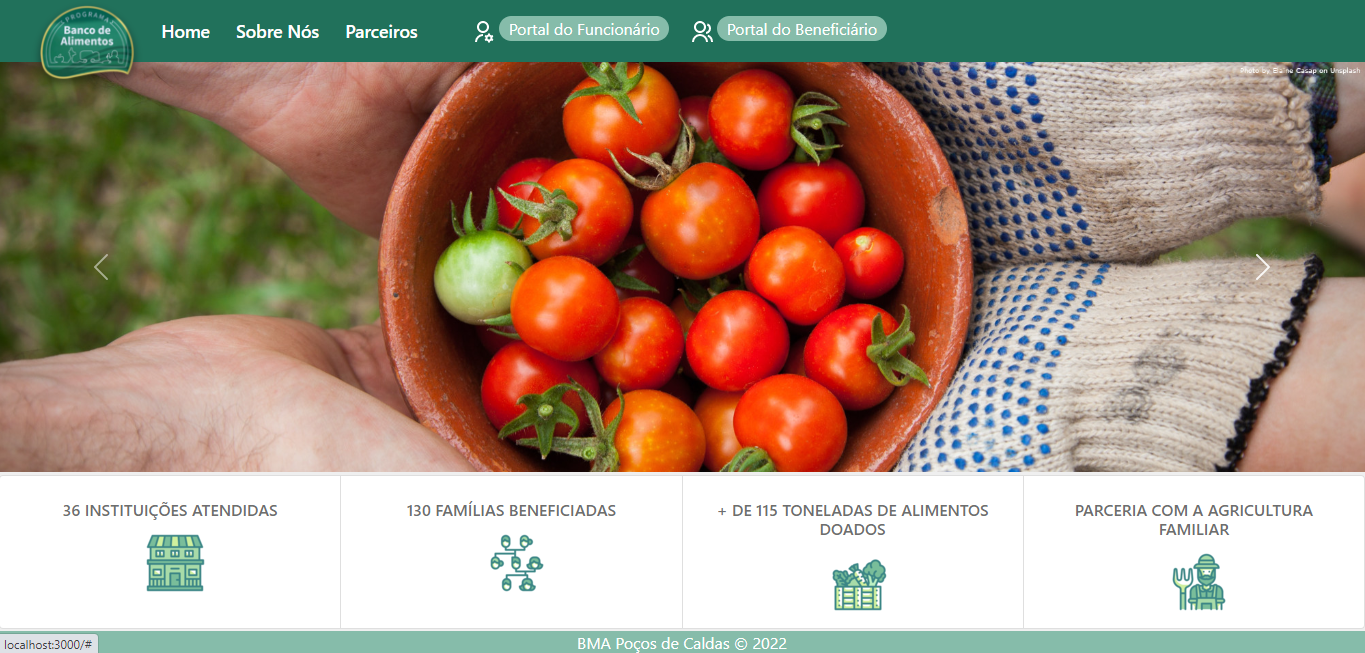 PROGRAMA
Banco de
Alimentos
Home
Sobre Nós
Parceiros
Portal do Funcionário
Portal do Beneficiário
Photo by Elaine Casap on Unsplash
36 INSTITUIÇÕES ATENDIDAS
130 FAMÍLIAS BENEFICIADAS
+ DE 115 TONELADAS DE ALIMENTOS
DOADOS
PARCERIA COM A AGRICULTURA
FAMILIAR
localhost:3000/#
BMA Poços de Caldas © 2022